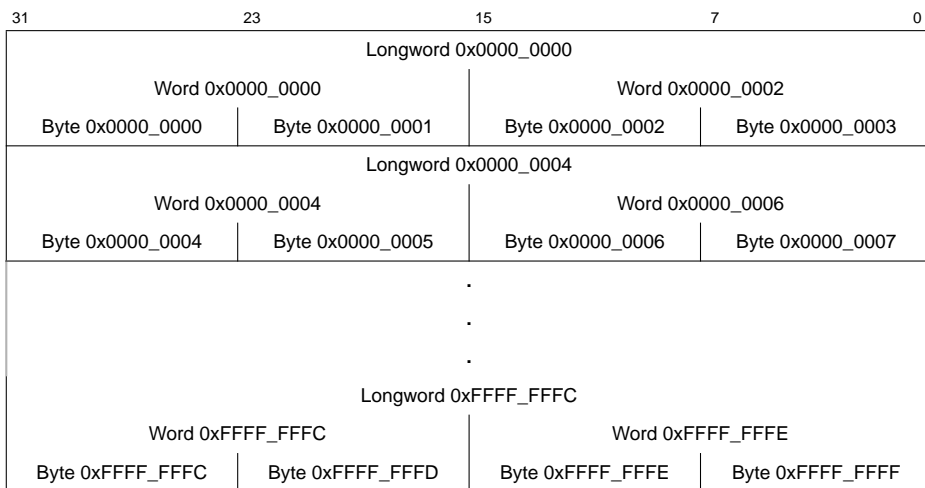 31 23 15 7 0
Longword 0x0000_0000
Word 0x0000_0000 Word 0x0000_0002
Byte 0x0000_0000 Byte 0x0000_0001 Byte 0x0000_0002 Byte 0x0000_0003
Longword 0x0000_0004
Word 0x0000_0004 Word 0x0000_0006
Byte 0x0000_0004 Byte 0x0000_0005 Byte 0x0000_0006 Byte 0x0000_0007
.
.
.
Longword 0xFFFF_FFFC
Word 0xFFFF_FFFC Word 0xFFFF_FFFE
Byte 0xFFFF_FFFC Byte 0xFFFF_FFFD Byte 0xFFFF_FFFE Byte 0xFFFF_FFFF